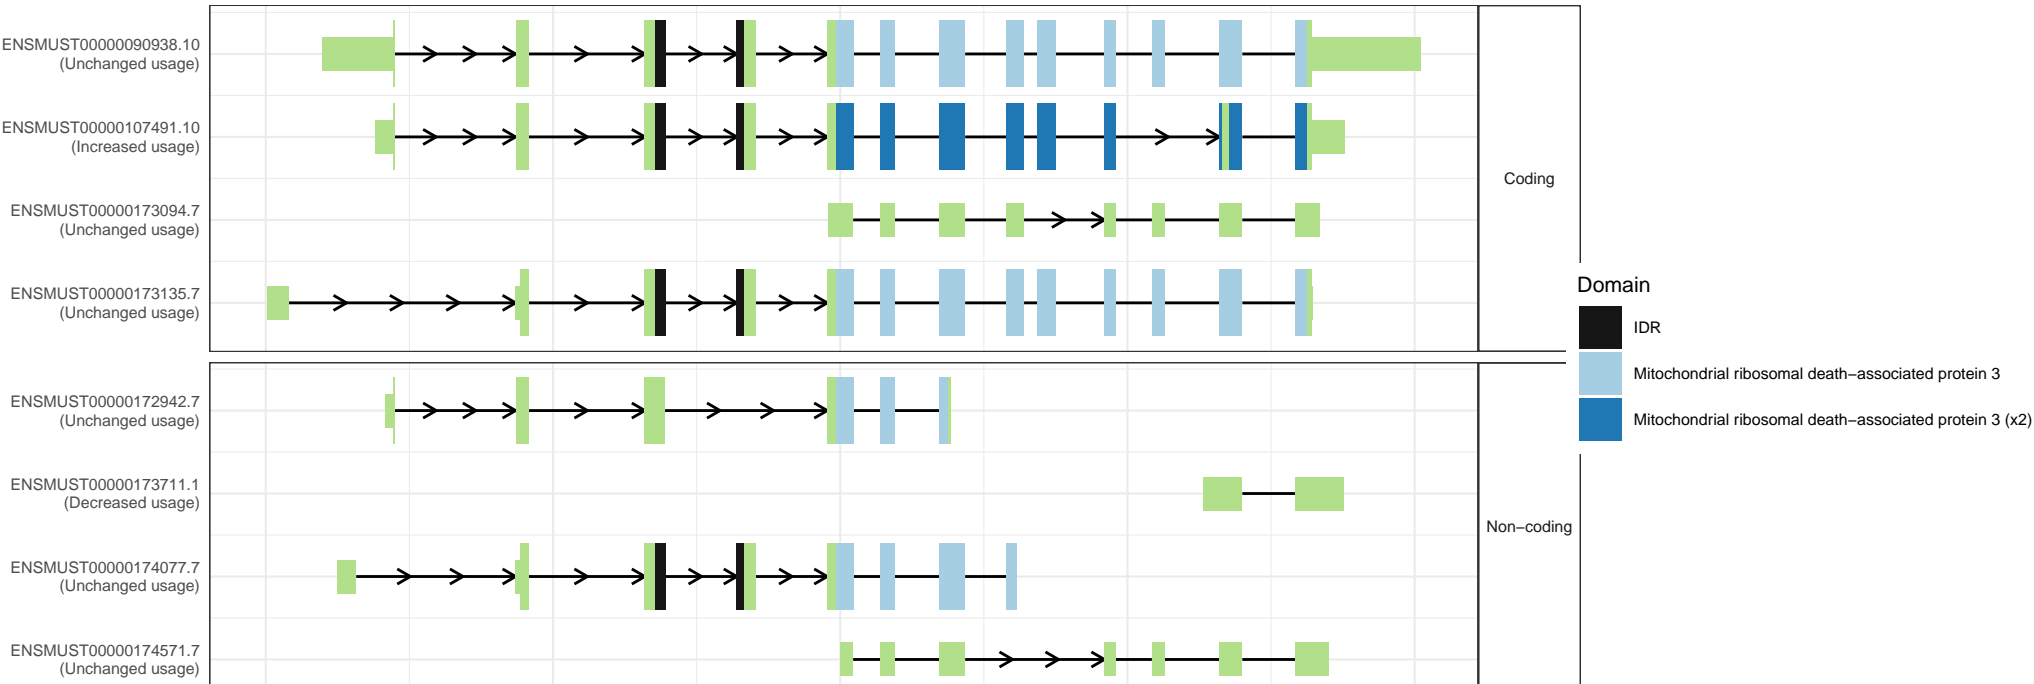 ENSMUST00000090938.10
(Unchanged usage)
ENSMUST00000107491.10
(Increased usage)
ENSMUST00000173094.7
(Unchanged usage)
ENSMUST00000173135.7
(Unchanged usage)
Coding
ENSMUST00000172942.7
(Unchanged usage)
ENSMUST00000173711.1
(Decreased usage)
ENSMUST00000174077.7
(Unchanged usage)
ENSMUST00000174571.7
(Unchanged usage)
Non−coding
Domain
IDR
Mitochondrial ribosomal death−associated protein 3
Mitochondrial ribosomal death−associated protein 3 (x2)